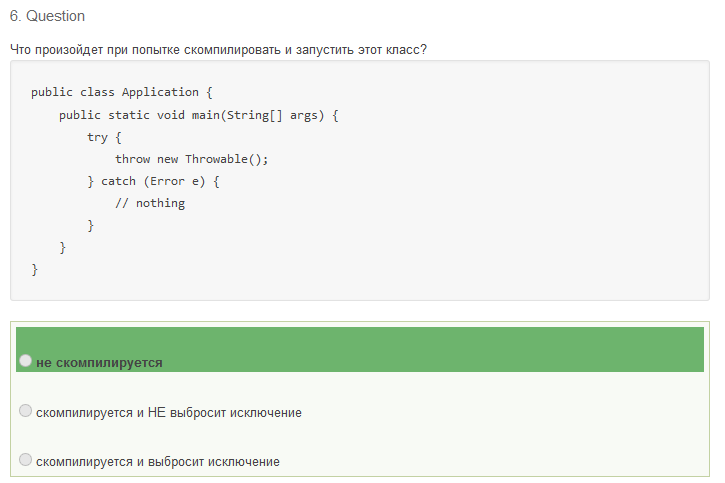 6. Question
Что произойдет при попытке скомпилировать и запустить этот класс?
public class Application {
    public static void main(String[] args) {
        try {
            throw new Throwable();
        } catch (Error e) {
            // nothing
        }
    }
}
не скомпилируется
скомпилируется и НЕ выбросит исключение
скомпилируется и выбросит исключение